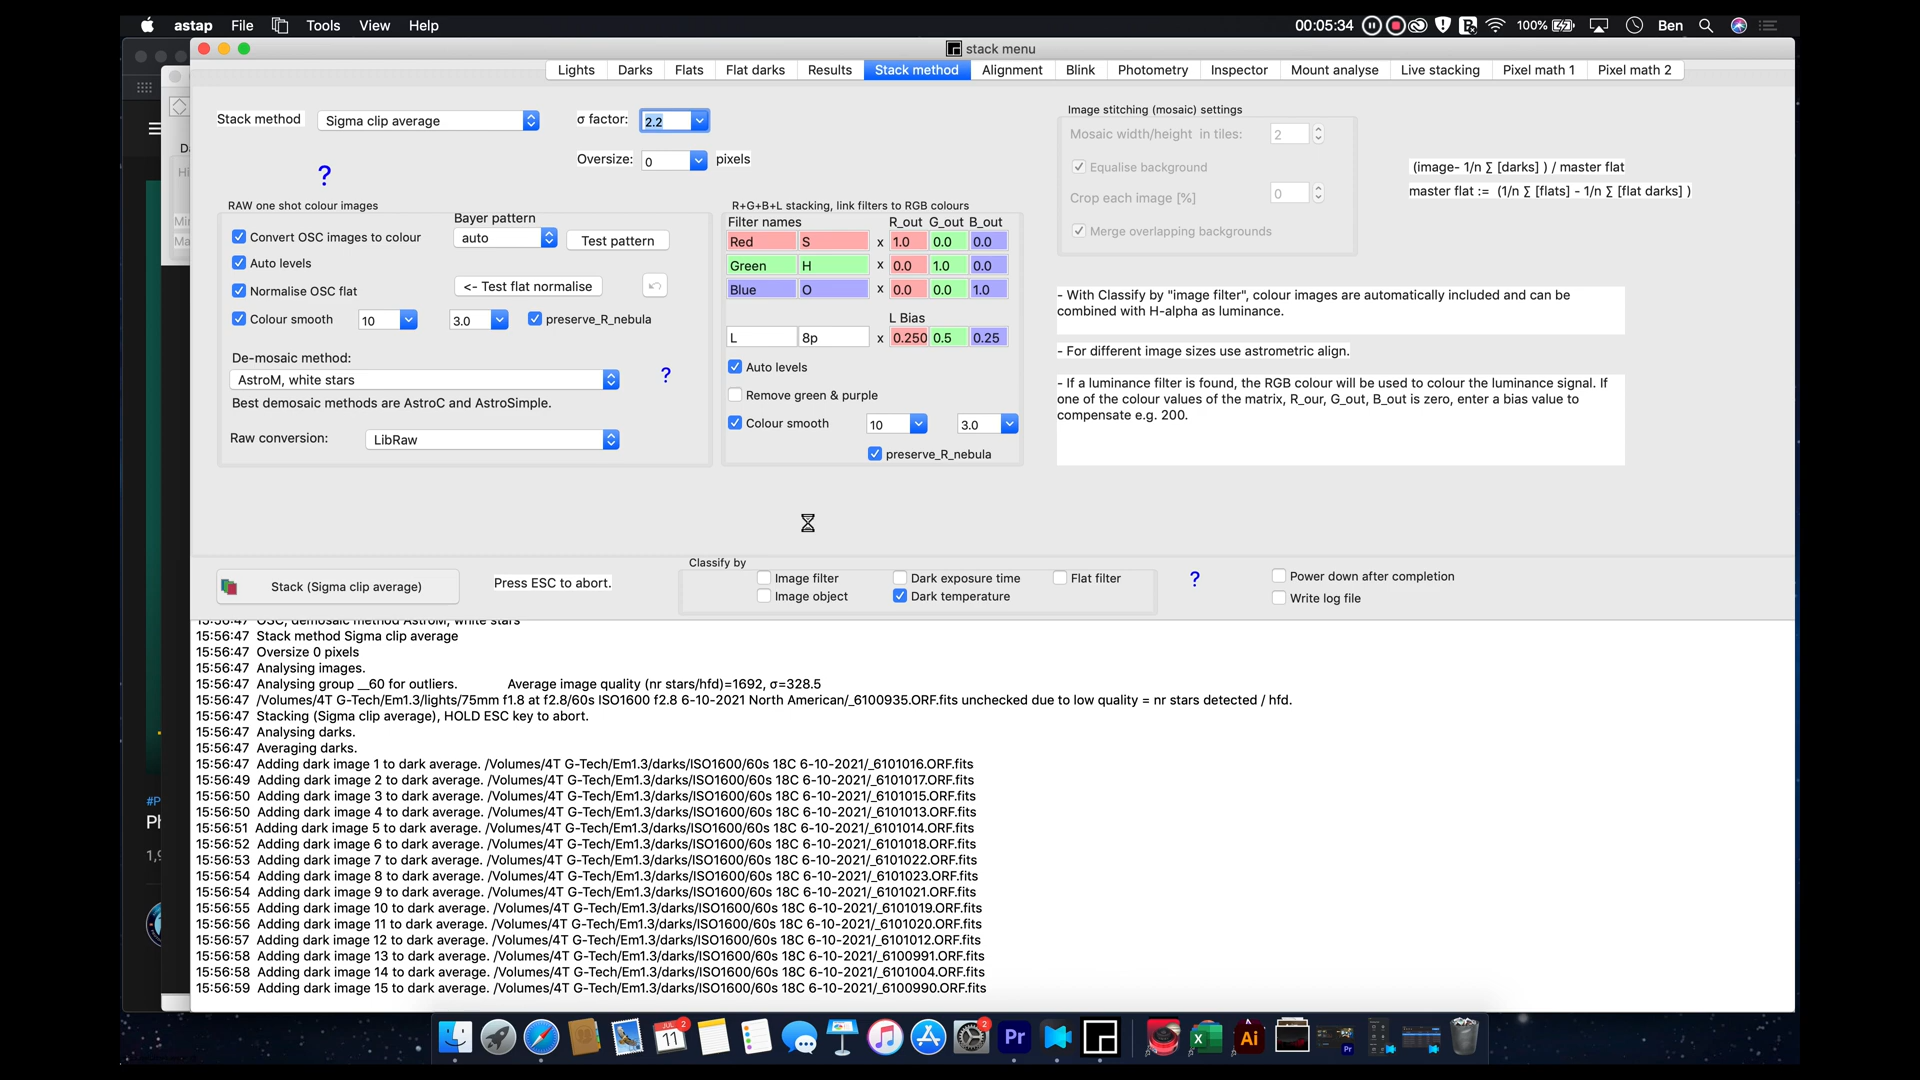 astap File Tools View Help
00:05:34 100% Ben
stack menu
Lights Darks Flats Flat darks Results Stack method Alignment Blink Photometry Inspector Mount analyse Live stacking Pixel math 1 Pixel math 2
Stack method Sigma clip average σ factor: 2.2
Oversize: 0 pixels
?
Image stitching (mosaic) settings
Mosaic width/height in tiles: 2
Equalise background
Crop each image [%] 0
Merge overlapping backgrounds
(image- 1/n ∑ [darks] ) / master flat
master flat := (1/n ∑ [flats] - 1/n ∑ [flat darks] )
RAW one shot colour images
Convert OSC images to colour
Bayer pattern
auto Test pattern
Auto levels
Normalise OSC flat <- Test flat normalise
Colour smooth 10 3.0 preserve_R_nebula
De-mosaic method:
AstroM, white stars ?
Best demosaic methods are AstroC and AstroSimple.
Raw conversion: LibRaw
R+G+B+L stacking, link filters to RGB colours
Filter names R_out G_out B_out
Red S x 1.0 0.0 0.0
Green H x 0.0 1.0 0.0
Blue O x 0.0 0.0 1.0
L Bias
L 8p x 0.250 0.5 0.25
Auto levels
Remove green & purple
Colour smooth 10 3.0
preserve_R_nebula
- With Classify by "image filter", colour images are automatically included and can be
combined with H-alpha as luminance.
- For different image sizes use astrometric align.
- If a luminance filter is found, the RGB colour will be used to colour the luminance signal. If
one of the colour values of the matrix, R_our, G_out, B_out is zero, enter a bias value to
compensate e.g. 200.
Stack (Sigma clip average) Press ESC to abort.
Classify by
Image filter Dark exposure time Flat filter
Image object Dark temperature
?
Power down after completion
Write log file
15:56:47 OSC, demosaic method AstroM, white stars
15:56:47 Stack method Sigma clip average
15:56:47 Oversize 0 pixels
15:56:47 Analysing images.
15:56:47 Analysing group __60 for outliers. Average image quality (nr stars/hfd)=1692, σ=328.5
15:56:47 /Volumes/4T G-Tech/Em1.3/lights/75mm f1.8 at f2.8/60s ISO1600 f2.8 6-10-2021 North American/_6100935.ORF.fits unchecked due to low quality = nr stars detected / hfd.
15:56:47 Stacking (Sigma clip average), HOLD ESC key to abort.
15:56:47 Analysing darks.
15:56:47 Averaging darks.
15:56:47 Adding dark image 1 to dark average. /Volumes/4T G-Tech/Em1.3/darks/ISO1600/60s 18C 6-10-2021/_6101016.ORF.fits
15:56:49 Adding dark image 2 to dark average. /Volumes/4T G-Tech/Em1.3/darks/ISO1600/60s 18C 6-10-2021/_6101017.ORF.fits
15:56:50 Adding dark image 3 to dark average. /Volumes/4T G-Tech/Em1.3/darks/ISO1600/60s 18C 6-10-2021/_6101015.ORF.fits
15:56:50 Adding dark image 4 to dark average. /Volumes/4T G-Tech/Em1.3/darks/ISO1600/60s 18C 6-10-2021/_6101013.ORF.fits
15:56:51 Adding dark image 5 to dark average. /Volumes/4T G-Tech/Em1.3/darks/ISO1600/60s 18C 6-10-2021/_6101014.ORF.fits
15:56:52 Adding dark image 6 to dark average. /Volumes/4T G-Tech/Em1.3/darks/ISO1600/60s 18C 6-10-2021/_6101018.ORF.fits
15:56:53 Adding dark image 7 to dark average. /Volumes/4T G-Tech/Em1.3/darks/ISO1600/60s 18C 6-10-2021/_6101022.ORF.fits
15:56:54 Adding dark image 8 to dark average. /Volumes/4T G-Tech/Em1.3/darks/ISO1600/60s 18C 6-10-2021/_6101023.ORF.fits
15:56:54 Adding dark image 9 to dark average. /Volumes/4T G-Tech/Em1.3/darks/ISO1600/60s 18C 6-10-2021/_6101021.ORF.fits
15:56:55 Adding dark image 10 to dark average. /Volumes/4T G-Tech/Em1.3/darks/ISO1600/60s 18C 6-10-2021/_6101019.ORF.fits
15:56:56 Adding dark image 11 to dark average. /Volumes/4T G-Tech/Em1.3/darks/ISO1600/60s 18C 6-10-2021/_6101020.ORF.fits
15:56:57 Adding dark image 12 to dark average. /Volumes/4T G-Tech/Em1.3/darks/ISO1600/60s 18C 6-10-2021/_6101012.ORF.fits
15:56:58 Adding dark image 13 to dark average. /Volumes/4T G-Tech/Em1.3/darks/ISO1600/60s 18C 6-10-2021/_6100991.ORF.fits
15:56:58 Adding dark image 14 to dark average. /Volumes/4T G-Tech/Em1.3/darks/ISO1600/60s 18C 6-10-2021/_6101004.ORF.fits
15:56:59 Adding dark image 15 to dark average. /Volumes/4T G-Tech/Em1.3/darks/ISO1600/60s 18C 6-10-2021/_6100990.ORF.fits
JUL 2 11 2 Pr Ai